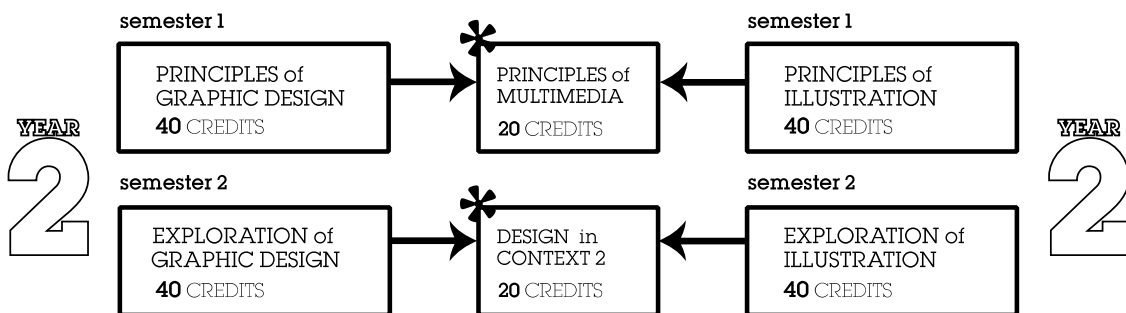 semester 1
semester 1
PRINCIPLES of
GRAPHIC DESIGN
40 CREDITS
PRINCIPLES of
MULTIMEDIA
20 CREDITS
PRINCIPLES of
ILLUSTRATION
40 CREDITS
YEAR
2
YEAR
2
semester 2
semester 2
EXPLORATION of
GRAPHIC DESIGN
40 CREDITS
DESIGN in
CONTEXT 2
20 CREDITS
EXPLORATION of
ILLUSTRATION
40 CREDITS